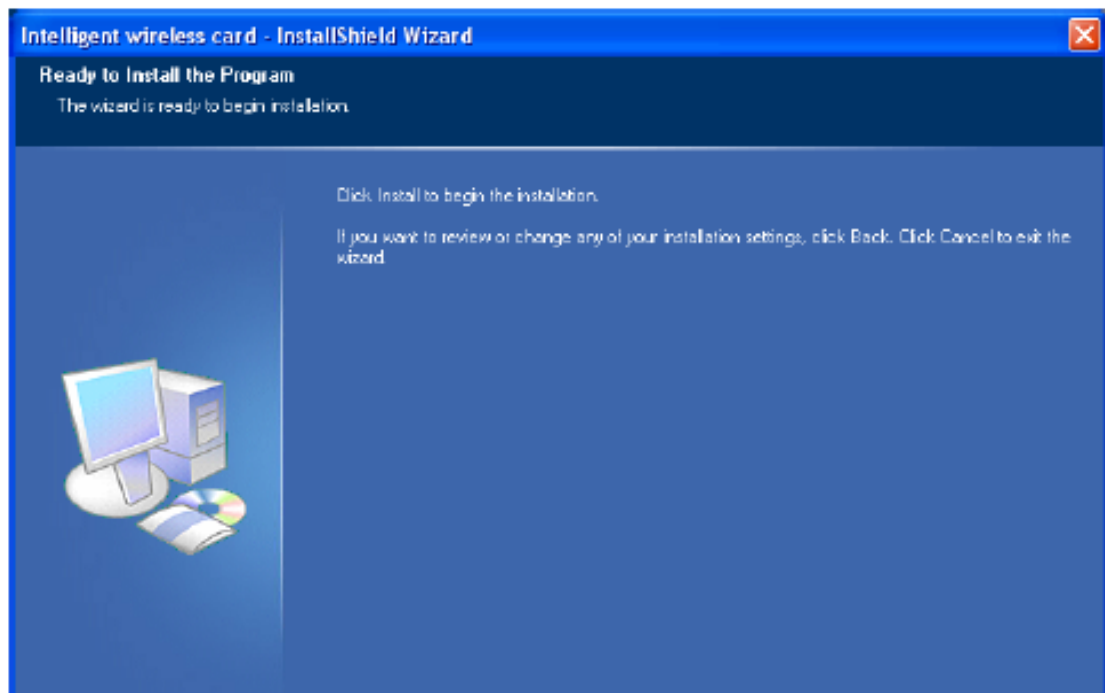 Intelligent wireless card - InstallShield Wizard
Ready to Install the Program
The wizard is ready to begin installation.
Click Install to begin the installation.
If you want to review or change any of your installation settings, click Back. Click Cancel to exit the
wizard.